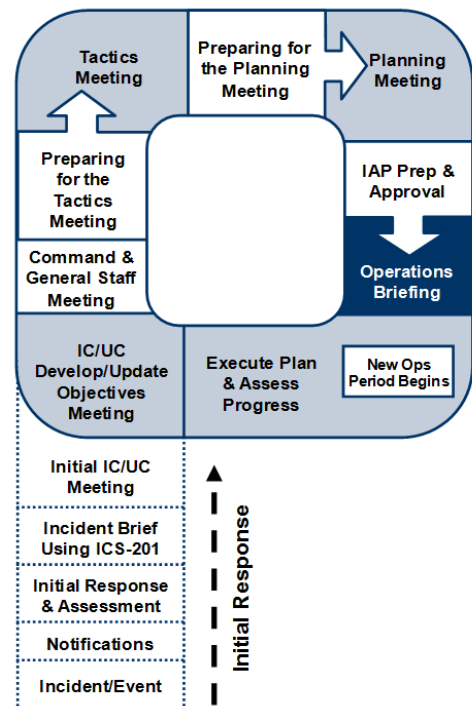 Tactics
Meeting
Preparing for
the Planning
Meeting
Planning
Meeting
Preparing
for the
Tactics
Meeting
IAP Prep &
Approval
Command &
General Staff
Meeting
Operations
Briefing
IC/UC
Develop/Update
Objectives
Meeting
Execute Plan
& Assess
Progress
New Ops
Period Begins
Initial IC/UC
Meeting
Incident Brief
Using ICS-201
Initial Response
& Assessment
Notifications
Incident/Event
Initial Response